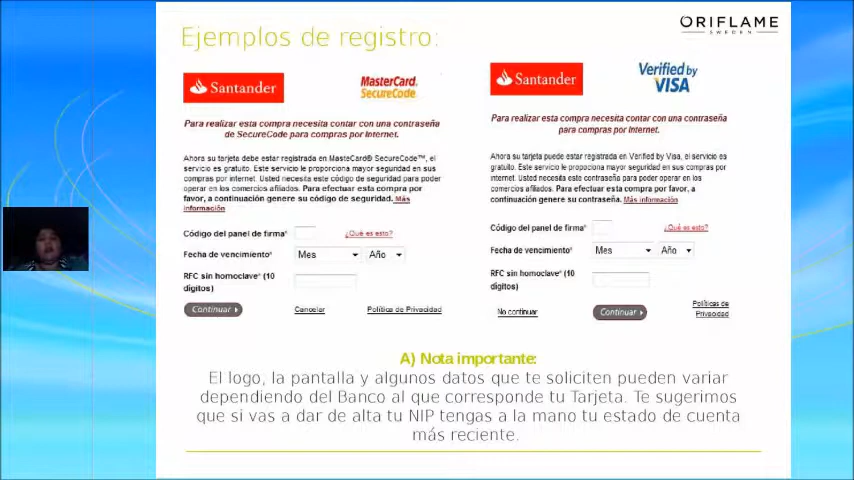 Ejemplos de registro:
ORIFLAME
SWEDEN
Santander
MasterCard.
SecureCode.
Para realizar esta compra necesita contar con una contraseña
de SecureCode para compras por Internet.
Ahora su tarjeta debe estar registrada en MasteCard® SecureCode™, el
servicio es gratuito. Este servicio le proporciona mayor seguridad en sus
compras por internet. Usted necesita este código de seguridad para poder
operar en los comercios afiliados. Para efectuar esta compra por
favor, a continuación genere su código de seguridad. Más
información
Código del panel de firma*
¿Qué es esto?
Fecha de vencimiento*
Mes
Año
RFC sin homoclave* (10
dígitos)
Continuar
Cancelar
Política de Privacidad
Santander
Verified by
VISA
Para realizar esta compra necesita contar con una contraseña
para compras por Internet.
Ahora su tarjeta puede estar registrada en Verified by Visa, el servicio es
gratuito. Este servicio le proporciona mayor seguridad en sus compras
por internet. Usted necesita esta contraseña para poder operar en los
comercios afiliados. Para efectuar esta compra por favor, a
continuación genere su contraseña. Más información
Código del panel de firma*
¿Qué es esto?
Fecha de vencimiento*
Mes
Año
RFC sin homoclave* (10
dígitos)
No continuar
Continuar
Políticas de
Privacidad
A) Nota importante:
El logo, la pantalla y algunos datos que te soliciten pueden variar
dependiendo del Banco al que corresponde tu Tarjeta. Te sugerimos
que si vas a dar de alta tu NIP tengas a la mano tu estado de cuenta
más reciente.